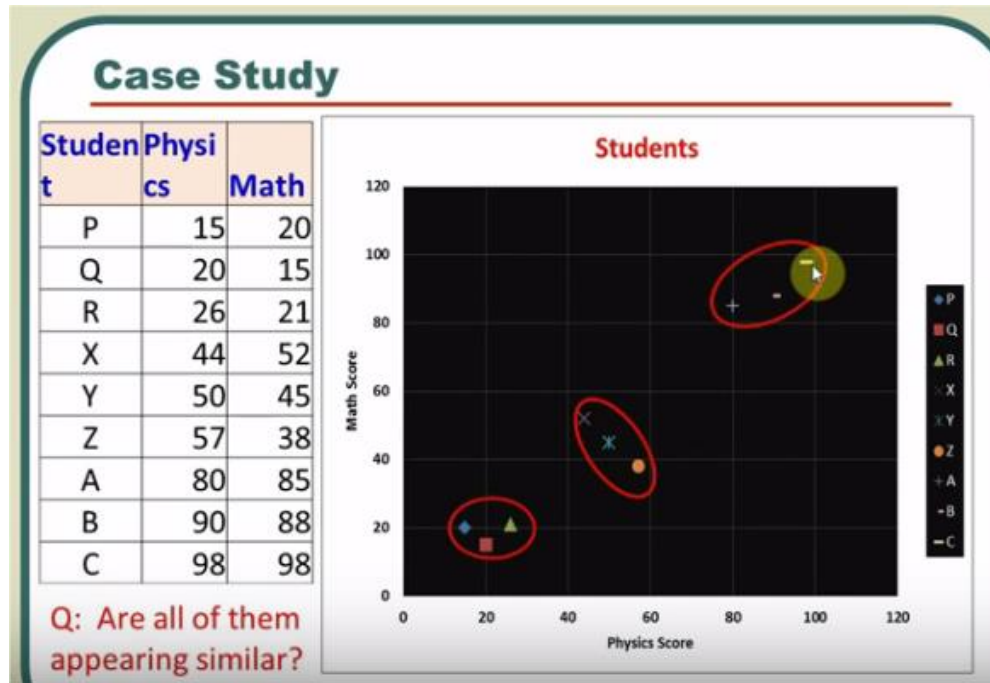 Case Study
Studen Physi
t cs Math
P 15 20
Q 20 15
R 26 21
X 44 52
Y 50 45
Z 57 38
A 80 85
B 90 88
C 98 98
Q: Are all of them
appearing similar?
Students
120
100
80
60
40
20
0
Math Score
0 20 40 60 80 100 120
Physics Score
P
Q
R
X
Y
Z
A
B
C